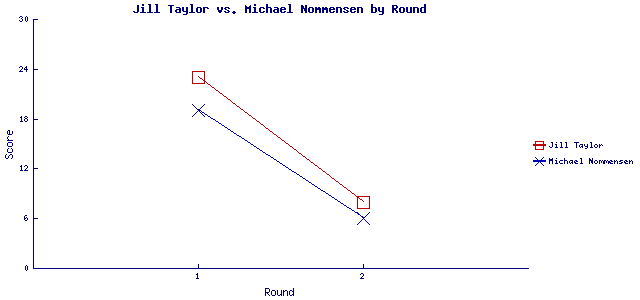 Jill Taylor vs. Michael Nommensen by Round
30
24
18
12
6
0
Score
1
2
Round
Jill Taylor
Michael Nommensen